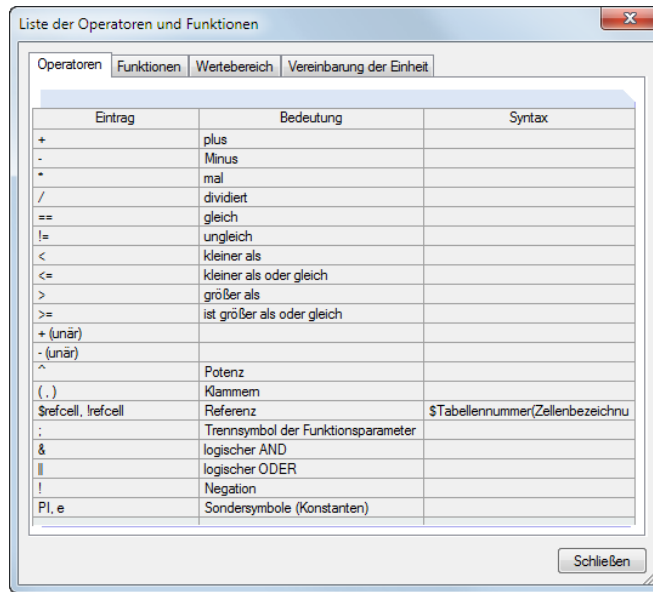 Liste der Operatoren und Funktionen
Operatoren Funktionen Wertebereich Vereinbarung der Einheit
Eintrag Bedeutung Syntax
+ plus
- Minus
* mal
/ dividiert
== gleich
!= ungleich
< kleiner als
<= kleiner als oder gleich
> größer als
>= ist größer als oder gleich
+ (unär)
- (unär)
^ Potenz
( , ) Klammern
$refcell, !refcell Referenz $Tabellennummer(Zellenbezeichnu
; Trennsymbol der Funktionsparameter
& logischer AND
| logischer ODER
! Negation
PI, e Sondersymbole (Konstanten)
Schließen